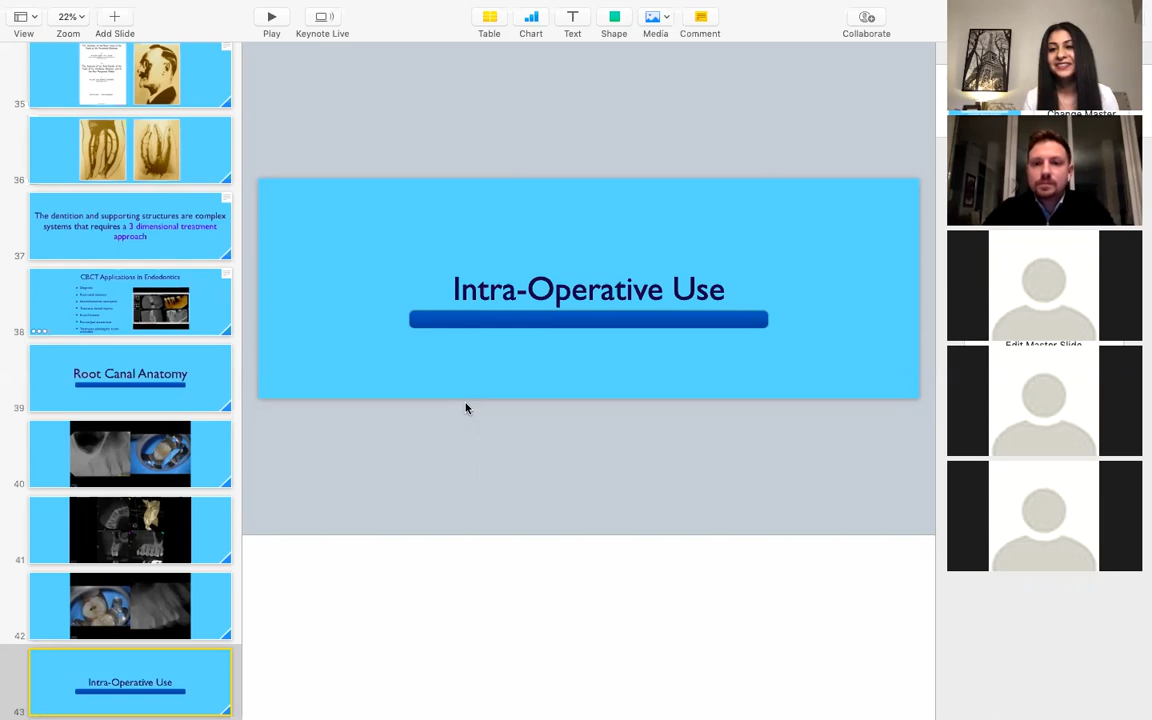 22%
View
Zoom
Add Slide
Play
Keynote Live
Table
Chart
Text
Shape
Media
Comment
Collaborate
Change Master
Edit Master Slide
35
36
The dentition and supporting structures are complex
systems that requires a 3 dimensional treatment
approach
37
CBCT Applications in Endodontics
38
Root Canal Anatomy
39
40
41
42
Intra-Operative Use
43
Intra-Operative Use